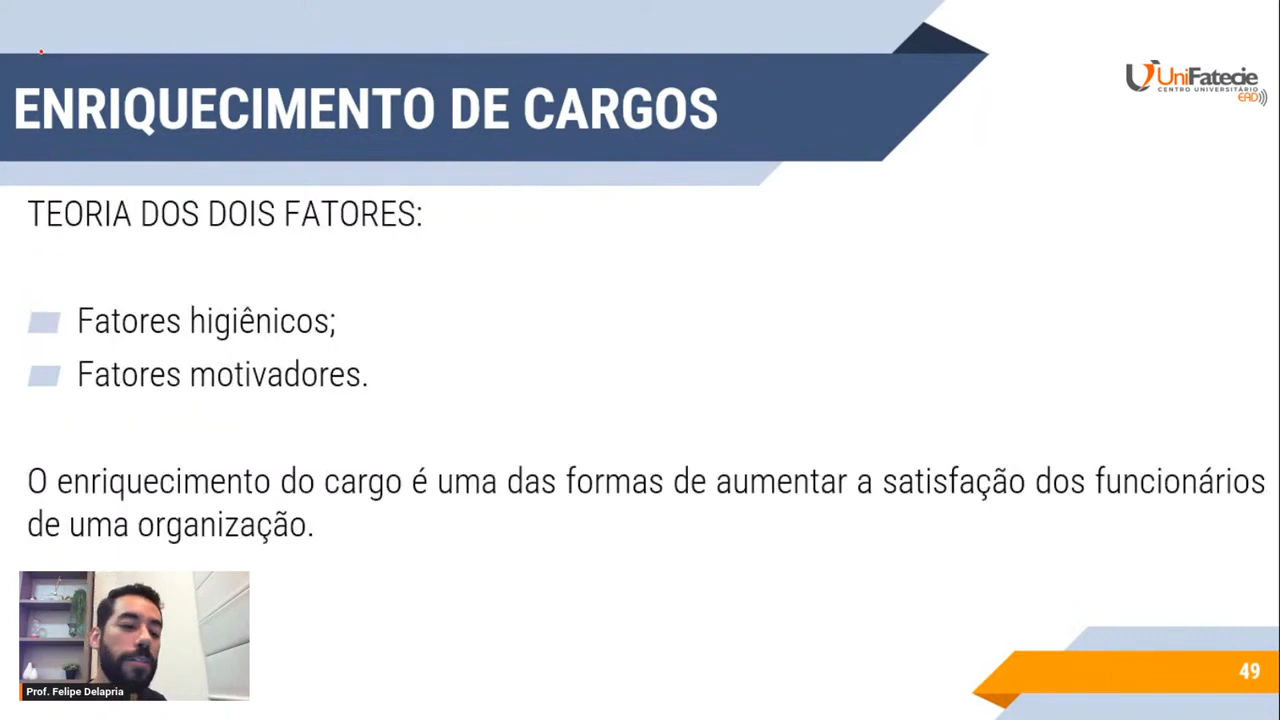 ENRIQUECIMENTO DE CARGOS
UniFatecie
CENTRO UNIVERSITÁRIO
EAD
TEORIA DOS DOIS FATORES:
Fatores higiênicos;
Fatores motivadores.
O enriquecimento do cargo é uma das formas de aumentar a satisfação dos funcionários
de uma organização.
Prof. Felipe Delapria
49